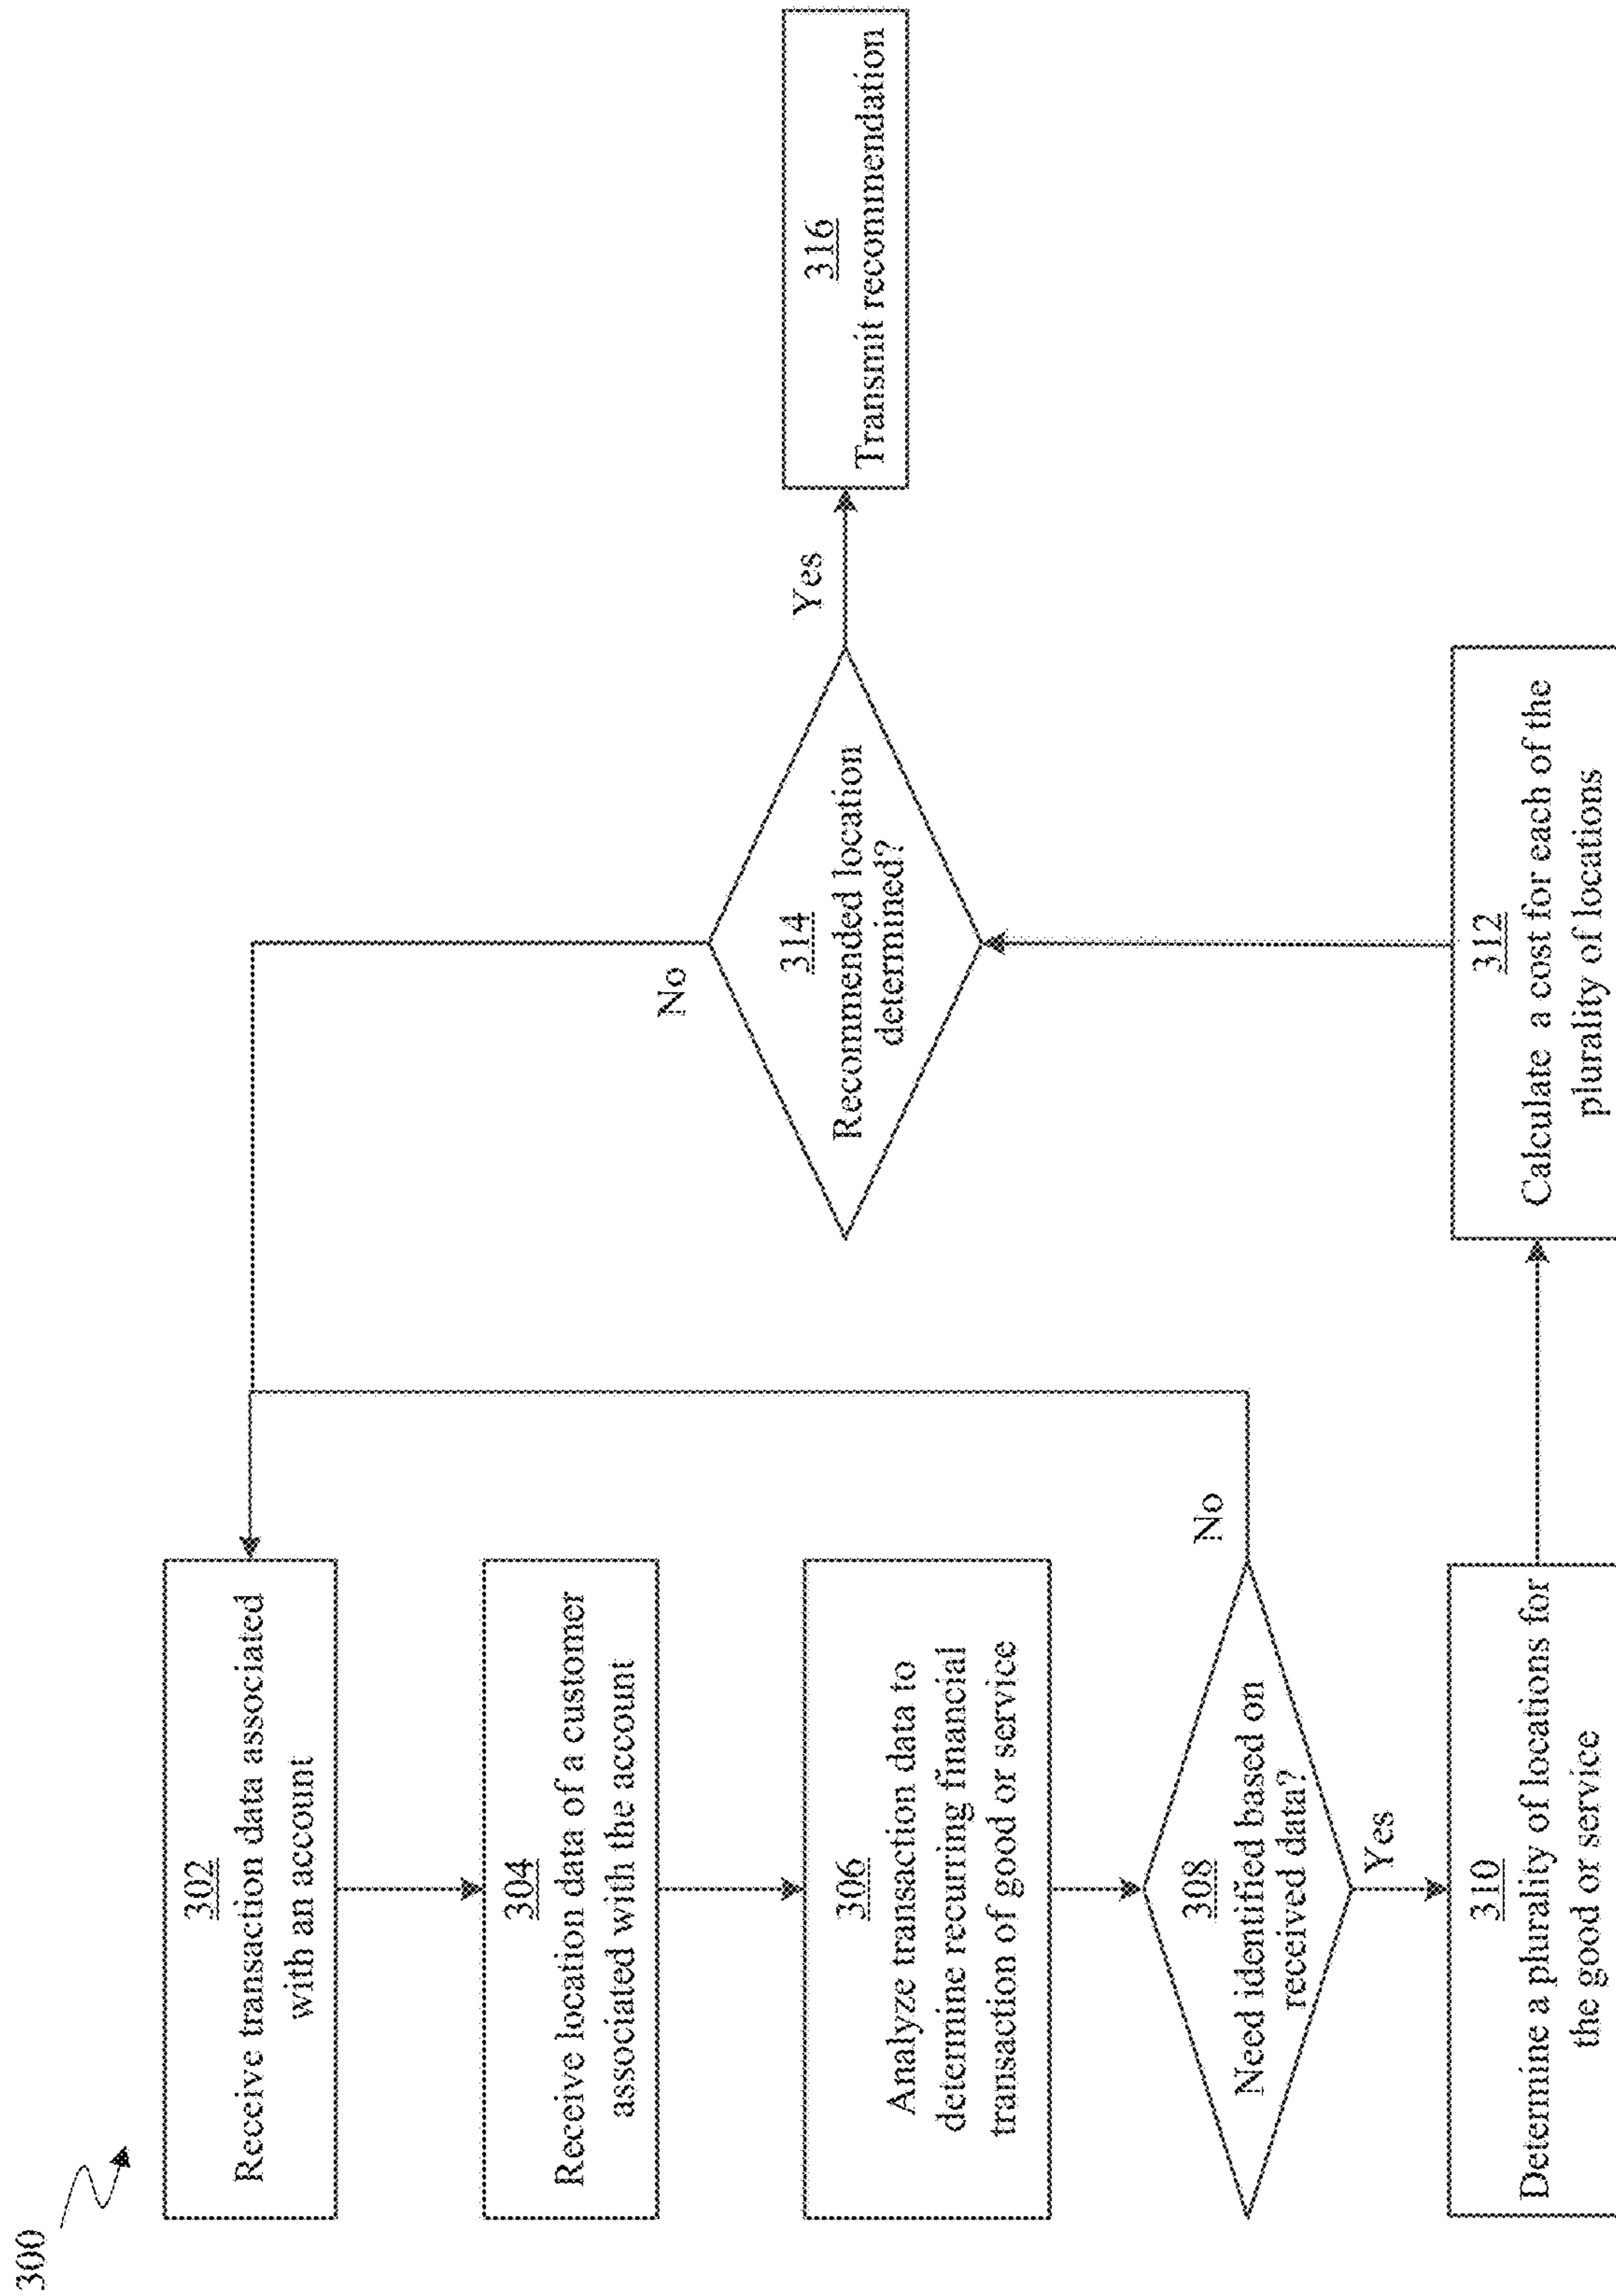 300
302
Receive transaction data associated
with an account
304
Receive location data of a customer
associated with the account
306
Analyze transaction data to
determine recurring financial
transaction of good or service
308
Need identified based on
received data?
No
Yes
310
Determine a plurality of locations for
the good or service
312
Calculate a cost for each of the
plurality of locations
314
Recommended location
determined?
No
Yes
316
Transmit recommendation